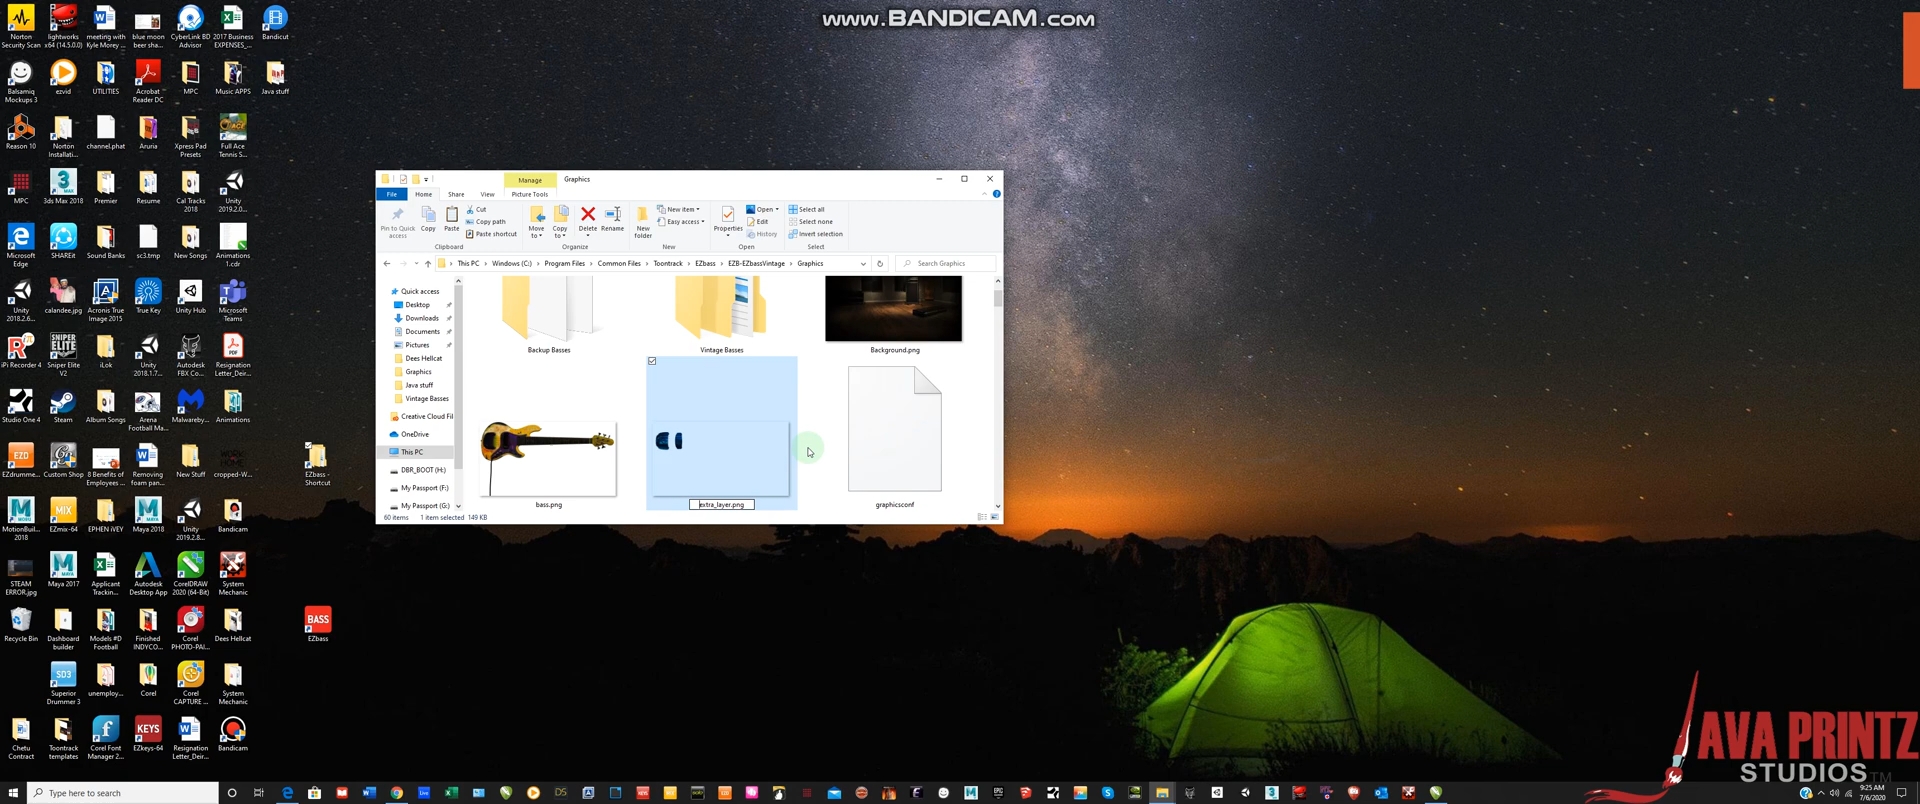 www.BANDICAM.com
Norton Security Scan
lightworks x64 (14.5.0.0)
meeting with Kyle Morey ...
blue moon beer sha...
CyberLink BD Advisor
2017 Business EXPENSES_...
Bandicut
Balsamiq Mockups 3
ezvid
UTILITIES
Acrobat Reader DC
MPC
Music APPS
Java stuff
Reason 10
Norton Installati...
channel.phat
Aruria
Xpress Pad Presets
Full Ace Tennis S...
MPC
3ds Max 2018
Premier
Resume
Cal Tracks 2018
Unity 2019.2.0...
Microsoft Edge
SHAREit
Sound Banks
sc3.tmp
New Songs
Animations 1.cdr
Unity 2018.2.6...
calandee.jpg
Acronis True Image 2015
True Key
Unity Hub
Microsoft Teams
iPi Recorder 4
Sniper Elite V2
iLok
Unity 2018.1.7...
Autodesk FBX Co...
Resignation Letter_Deir...
Studio One 4
Steam
Album Songs
Arena Football Ma...
Malwareby...
Animations
EZdrumme...
Custom Shop
8 Benefits of Employees ...
Removing foam pan...
New Stuff
cropped-W...
EZbass - Shortcut
MotionBuil... 2018
EZmix-64
EPHEN iVEY
Maya 2018
Unity 2019.2.8...
Bandicam
STEAM ERROR.jpg
Maya 2017
Applicant Trackin...
Autodesk Desktop App
CorelDRAW 2020 (64-Bit)
System Mechanic
Recycle Bin
Dashboard builder
Models #D Football
Finished INDYCO...
Corel PHOTO-PAI...
Dees Hellcat
EZbass
Superior Drummer 3
unemploy...
Corel
Corel CAPTURE ...
System Mechanic
Chetu Contract
Toontrack templates
Corel Font Manager 2...
EZkeys-64
Resignation Letter_Dei...
Bandicam
Manage
Graphics
File
Home
Share
View
Picture Tools
Pin to Quick access
Copy
Paste
Cut
Copy path
Paste shortcut
Move to
Copy to
Delete
Rename
New folder
New item
Easy access
Properties
Open
Edit
History
Select all
Select none
Invert selection
Clipboard
Organize
New
Open
Select
This PC > Windows (C:) > Program Files > Common Files > Toontrack > EZbass > EZB-EZbassVintage > Graphics
Search Graphics
Quick access
Desktop
Downloads
Documents
Pictures
Dees Hellcat
Graphics
Java stuff
Vintage Basses
Creative Cloud Fil
OneDrive
This PC
DBR_BOOT (H:)
My Passport (F:)
My Passport (G:)
Backup Basses
Vintage Basses
Background.png
bass.png
extra_layer.png
graphicsconf
60 items
1 item selected 149 KB
AVA PRINTZ
STUDIOS™
Type here to search
9:25 AM
7/6/2020